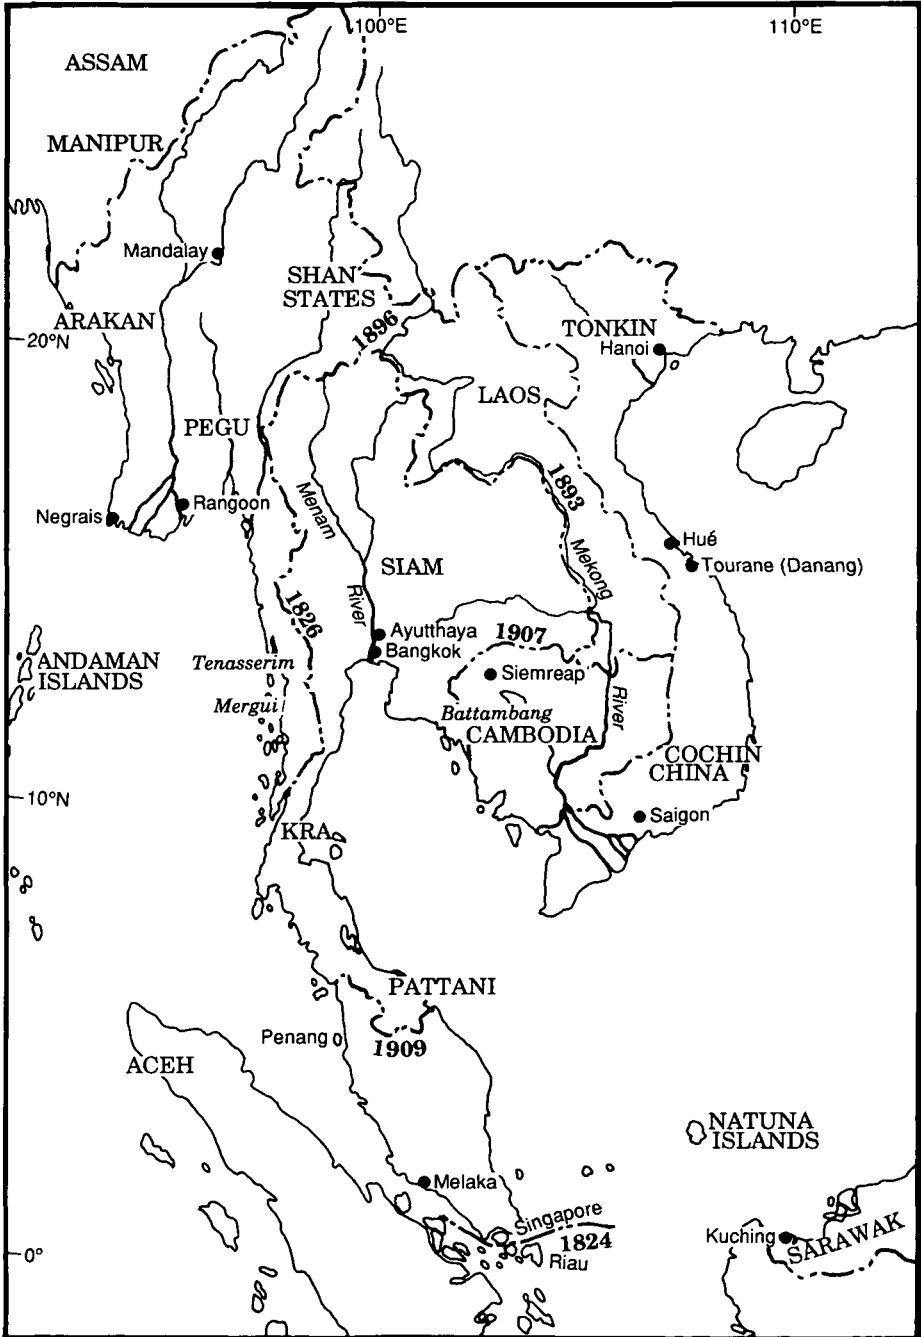 100°E
110°E
ASSAM
MANIPUR
Mandalay
SHAN
STATES
ARAKAN
1896
TONKIN
Hanoi
20°N
LAOS
PEGU
Menam
1893
Negrais
Rangoon
Hué
Mekong
Tourane (Danang)
SIAM
River
1826
Ayutthaya
1907
Bangkok
ANDAMAN
ISLANDS
Tenasserim
Siemreap
River
Mergui
Battambang
CAMBODIA
COCHIN
CHINA
10°N
Saigon
KRA
PATTANI
Penang
1909
ACEH
NATUNA
ISLANDS
Melaka
Singapore
1824
Kuching
SARAWAK
0°
Riau